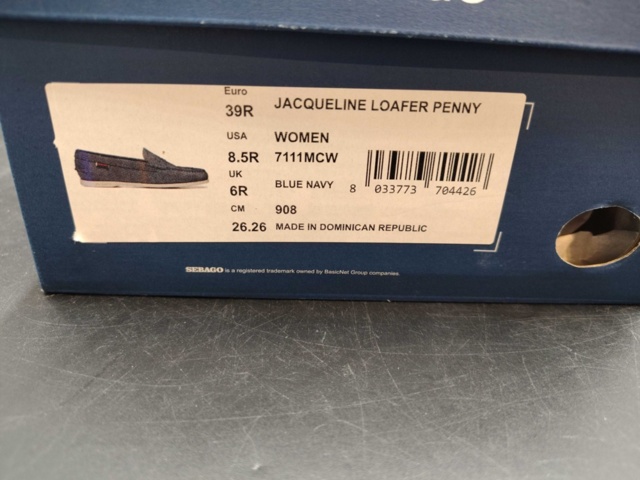 Euro
39R
JACQUELINE LOAFER PENNY
USA
WOMEN
8.5R
7111MCW
UK
6R
BLUE NAVY
8 033773 704426
CM
908
26.26
MADE IN DOMINICAN REPUBLIC
SEBAGO is a registered trademark owned by BasicNet Group companies.